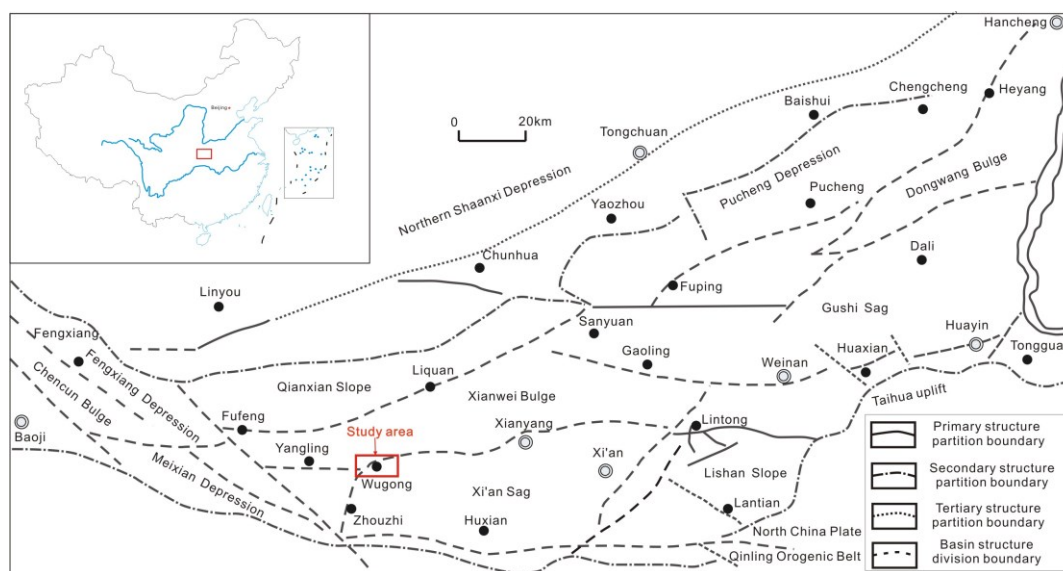 Hancheng
Beijing
Heyang
Chengcheng
Baishui
0 20km
Tongchuan
Northern Shaanxi Depression
Pucheng Depression
Dongwang Bulge
Yaozhou
Pucheng
Dali
Chunhua
Linyou
Fuping
Gushi Sag
Sanyuan
Fengxiang
Huayin
Gaoling
Weinan
Huaxian
Tonggua
Fengxiang Depression
Qianxian Slope
Liquan
Xianwei Bulge
Taihua uplift
Chencun Bulge
Fufeng
Baoji
Study area
Xianyang
Lintong
Yangling
Xi'an
Wugong
Lishan Slope
Meixian Depression
Xi'an Sag
Zhouzhi
Huxian
Lantian
North China Plate
Qinling Orogenic Belt
Primary structure
partition boundary
Secondary structure
partition boundary
Tertiary structure
partition boundary
Basin structure
division boundary